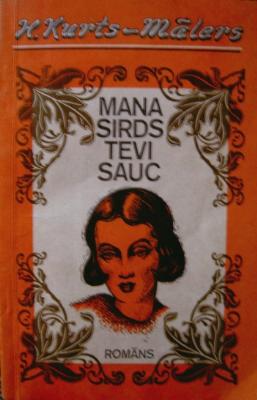 H. Kurts–Mālers
MANA
SIRDS
TEVI
SAUC
ROMĀNS